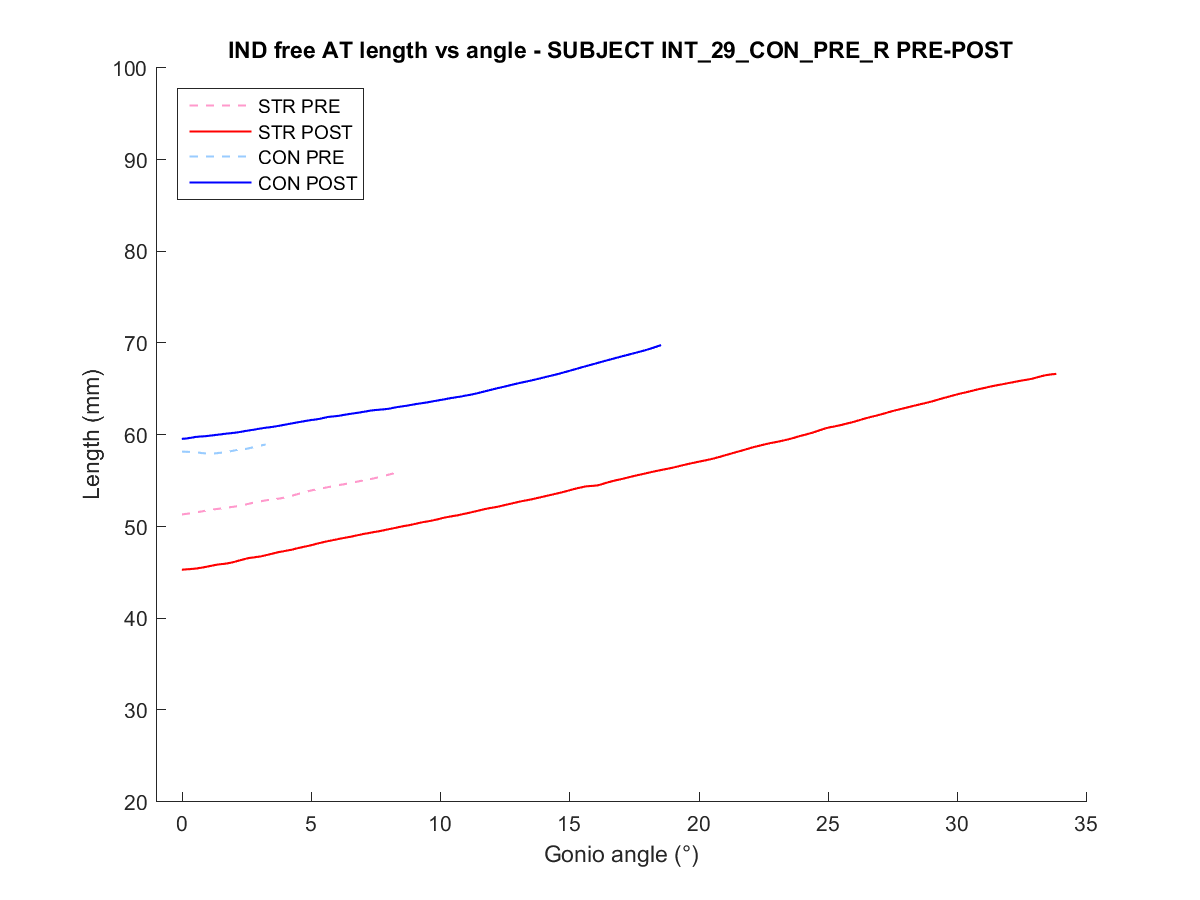 IND free AT length vs angle - SUBJECT INT_29_CON_PRE_R PRE-POST
STR PRE
STR POST
CON PRE
CON POST
100
90
80
70
60
50
40
30
20
Length (mm)
0 5 10 15 20 25 30 35
Gonio angle (°)